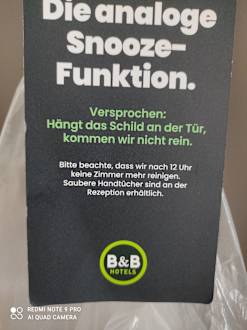 Die analoge
Snooze-
Funktion.
Versprochen:
Hängt das Schild an der Tür,
kommen wir nicht rein.
Bitte beachte, dass wir nach 12 Uhr
keine Zimmer mehr reinigen.
Saubere Handtücher sind an der
Rezeption erhältlich.
B&B
HOTELS
REDMI NOTE 9 PRO
AI QUAD CAMERA